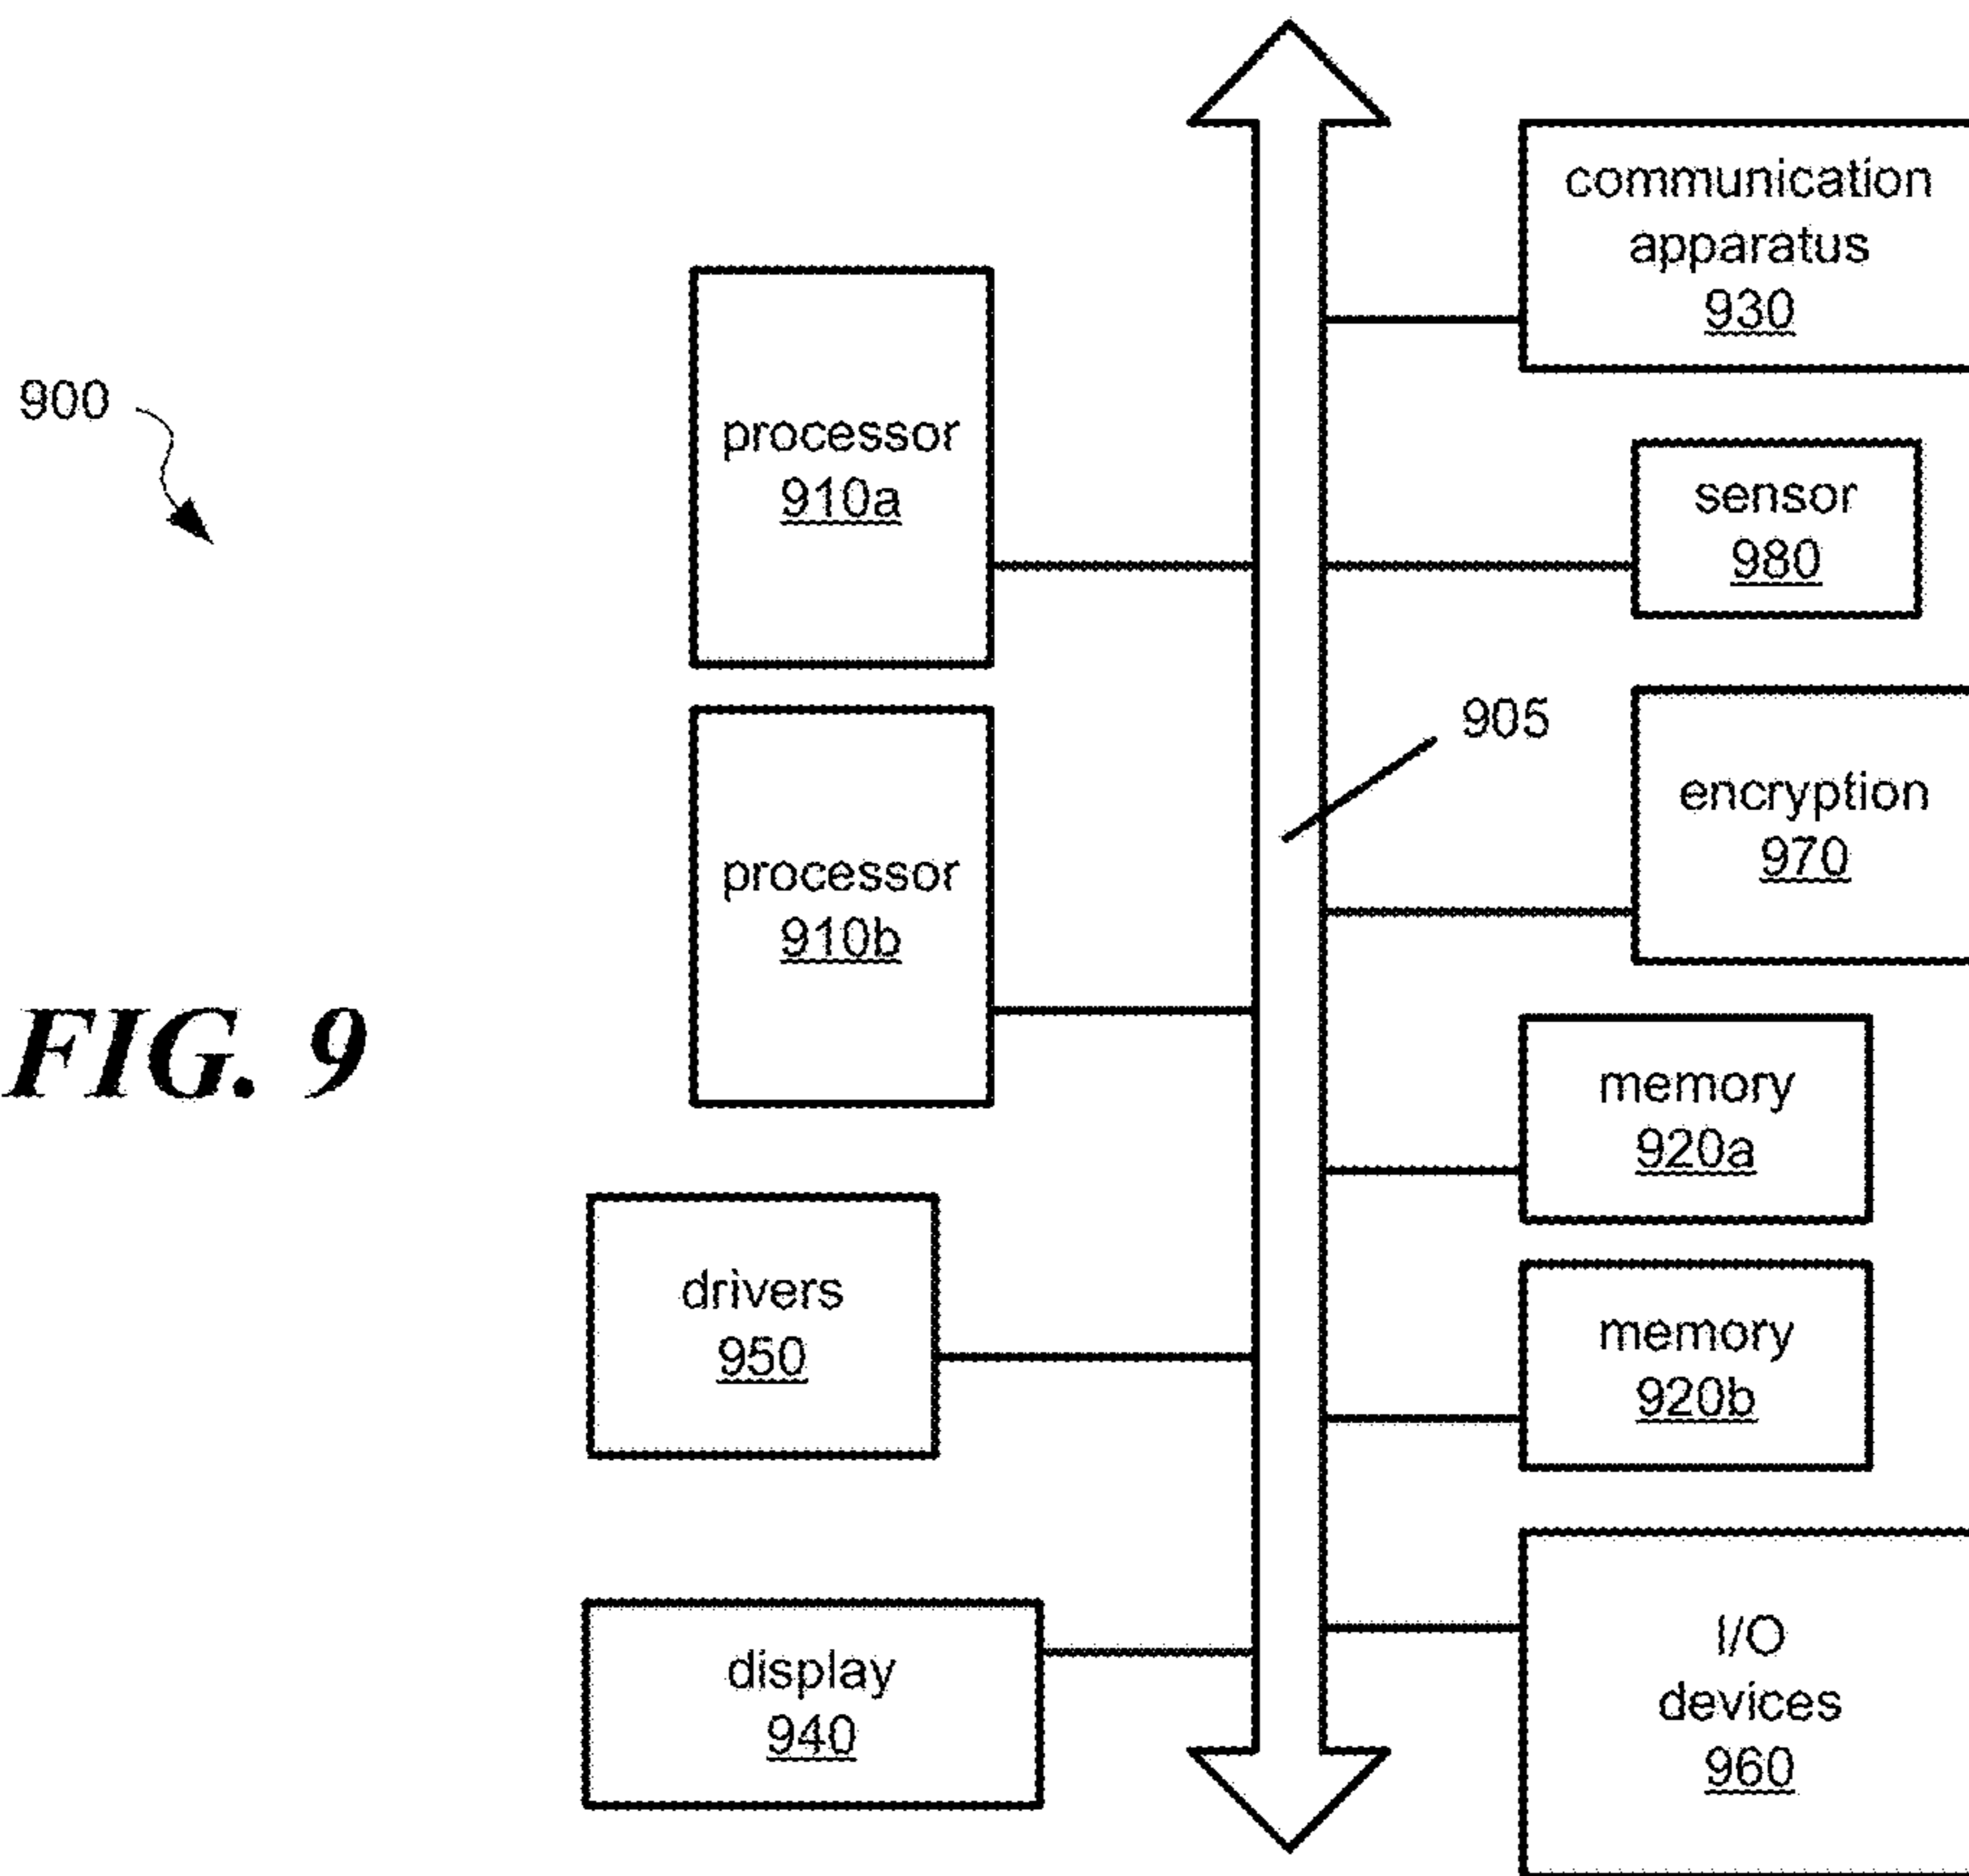 communication
apparatus
930
900
processor
910a
sensor
980
905
encryption
970
processor
910b
FIG. 9
memory
920a
drivers
950
memory
920b
display
940
I/O
devices
960